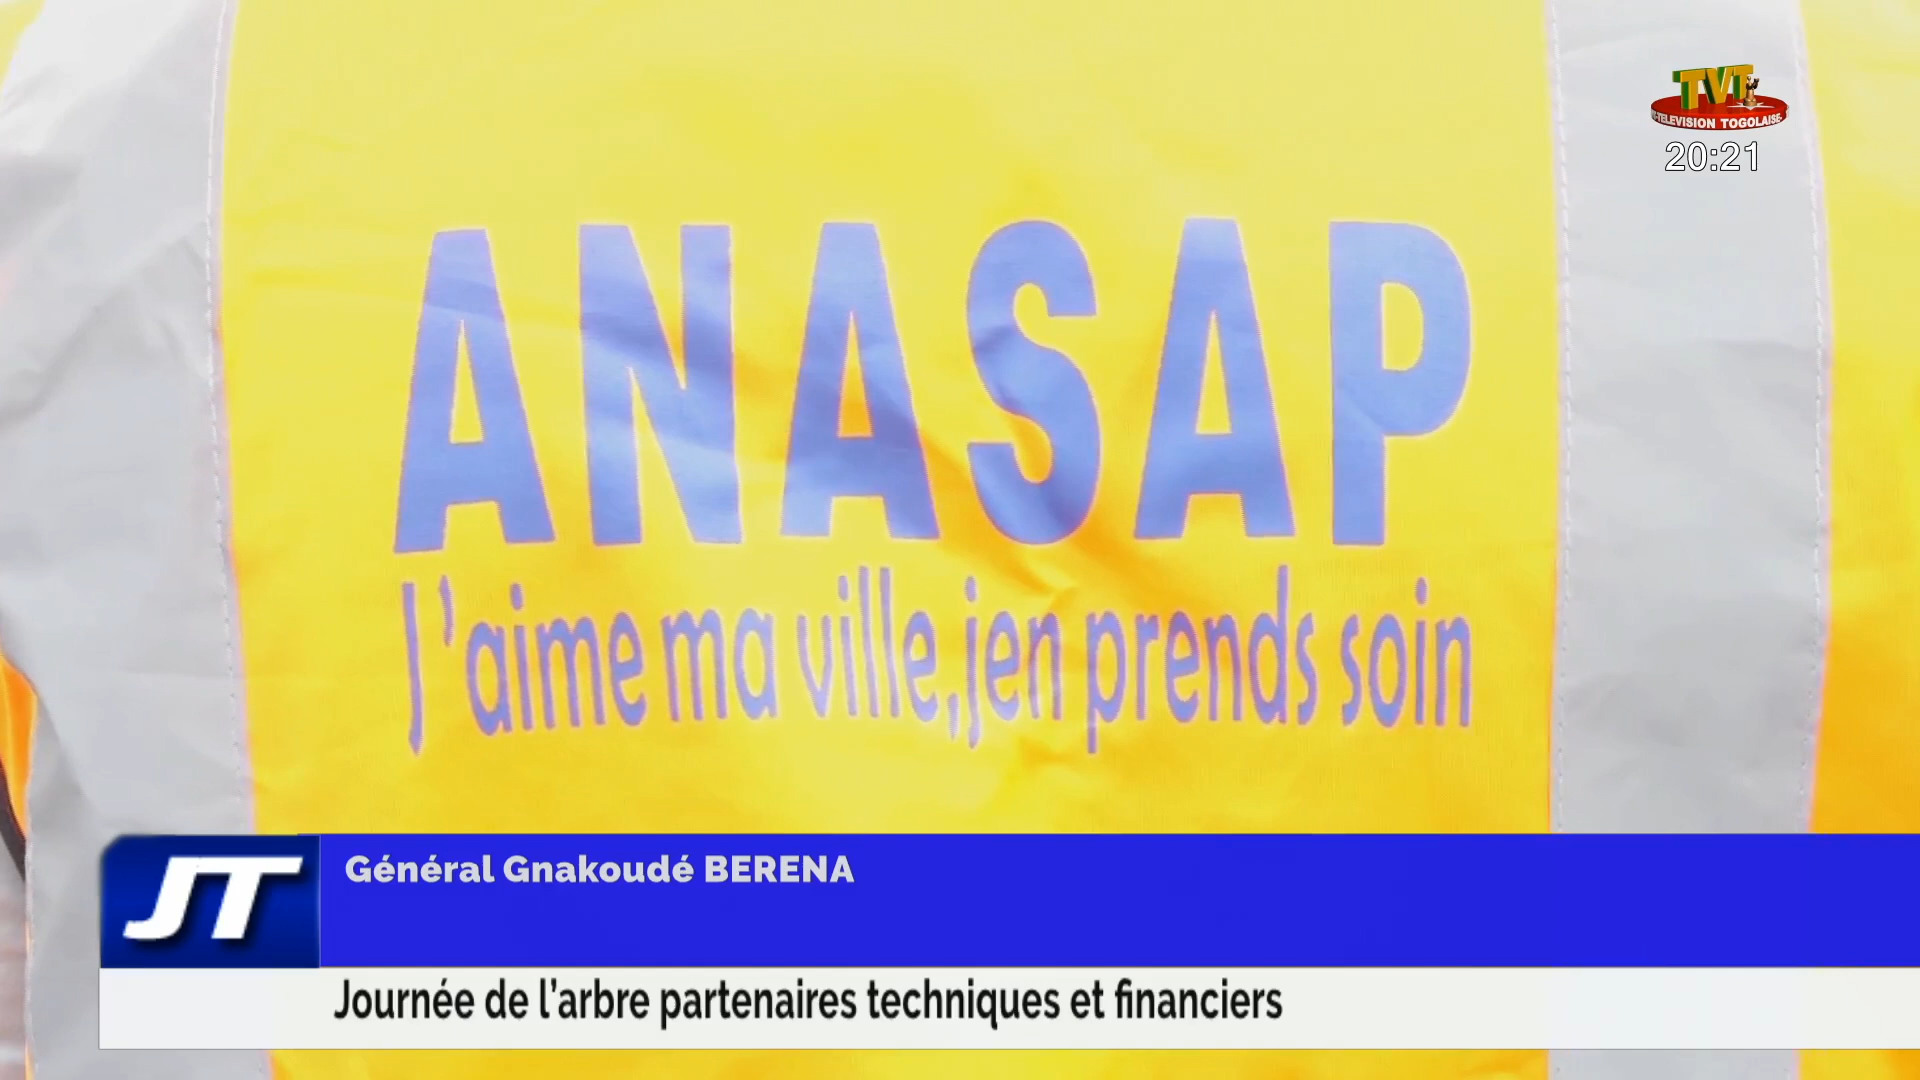 TVT
-TELEVISION TOGOLAISE-
20:21
ANASAP
J'aime ma ville,jen prends soin
JT
Général Gnakoudé BERENA
Journée de l'arbre partenaires techniques et financiers